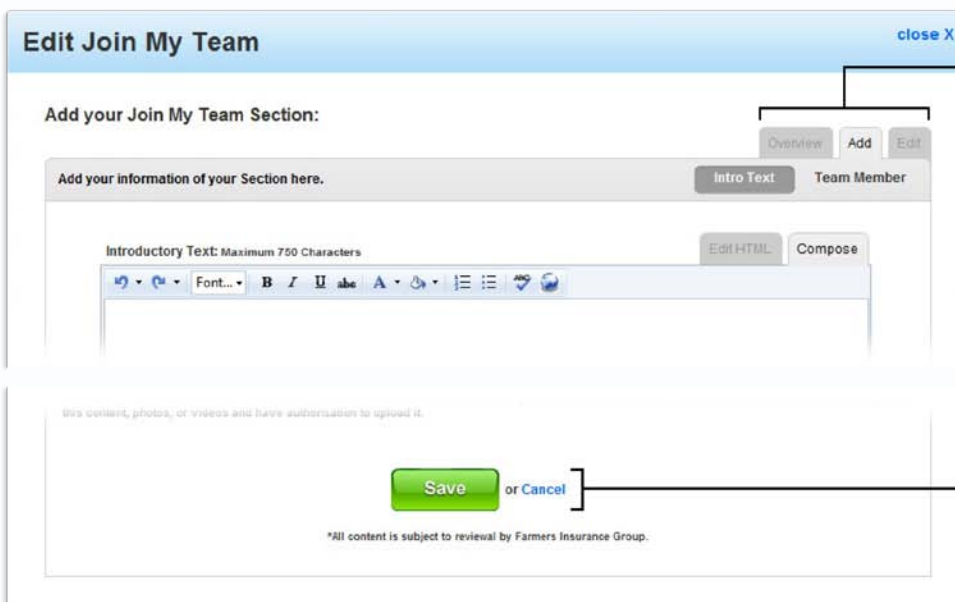 Edit Join My Team
close X
Add your Join My Team Section:
Overview Add Edit
Add your information of your Section here.
Intro Text Team Member
Introductory Text: Maximum 750 Characters
Edit HTML Compose
Font... B I U abc A ABC
this content, photos, or videos and have authorisation to upload it.
Save or Cancel
*All content is subject to reviewal by Farmers Insurance Group.